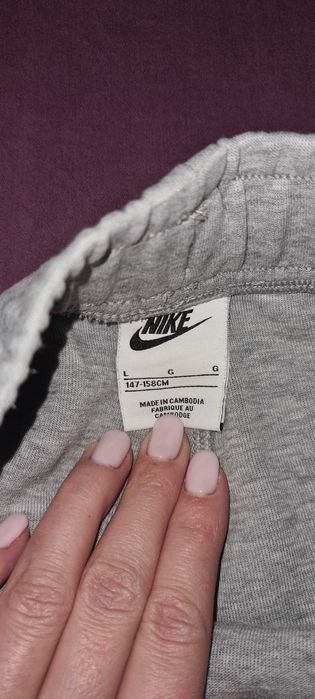 NIKE
L G G
147-158CM
MADE IN CAMBODIA
FABRIQUE AU
CAMBODGE